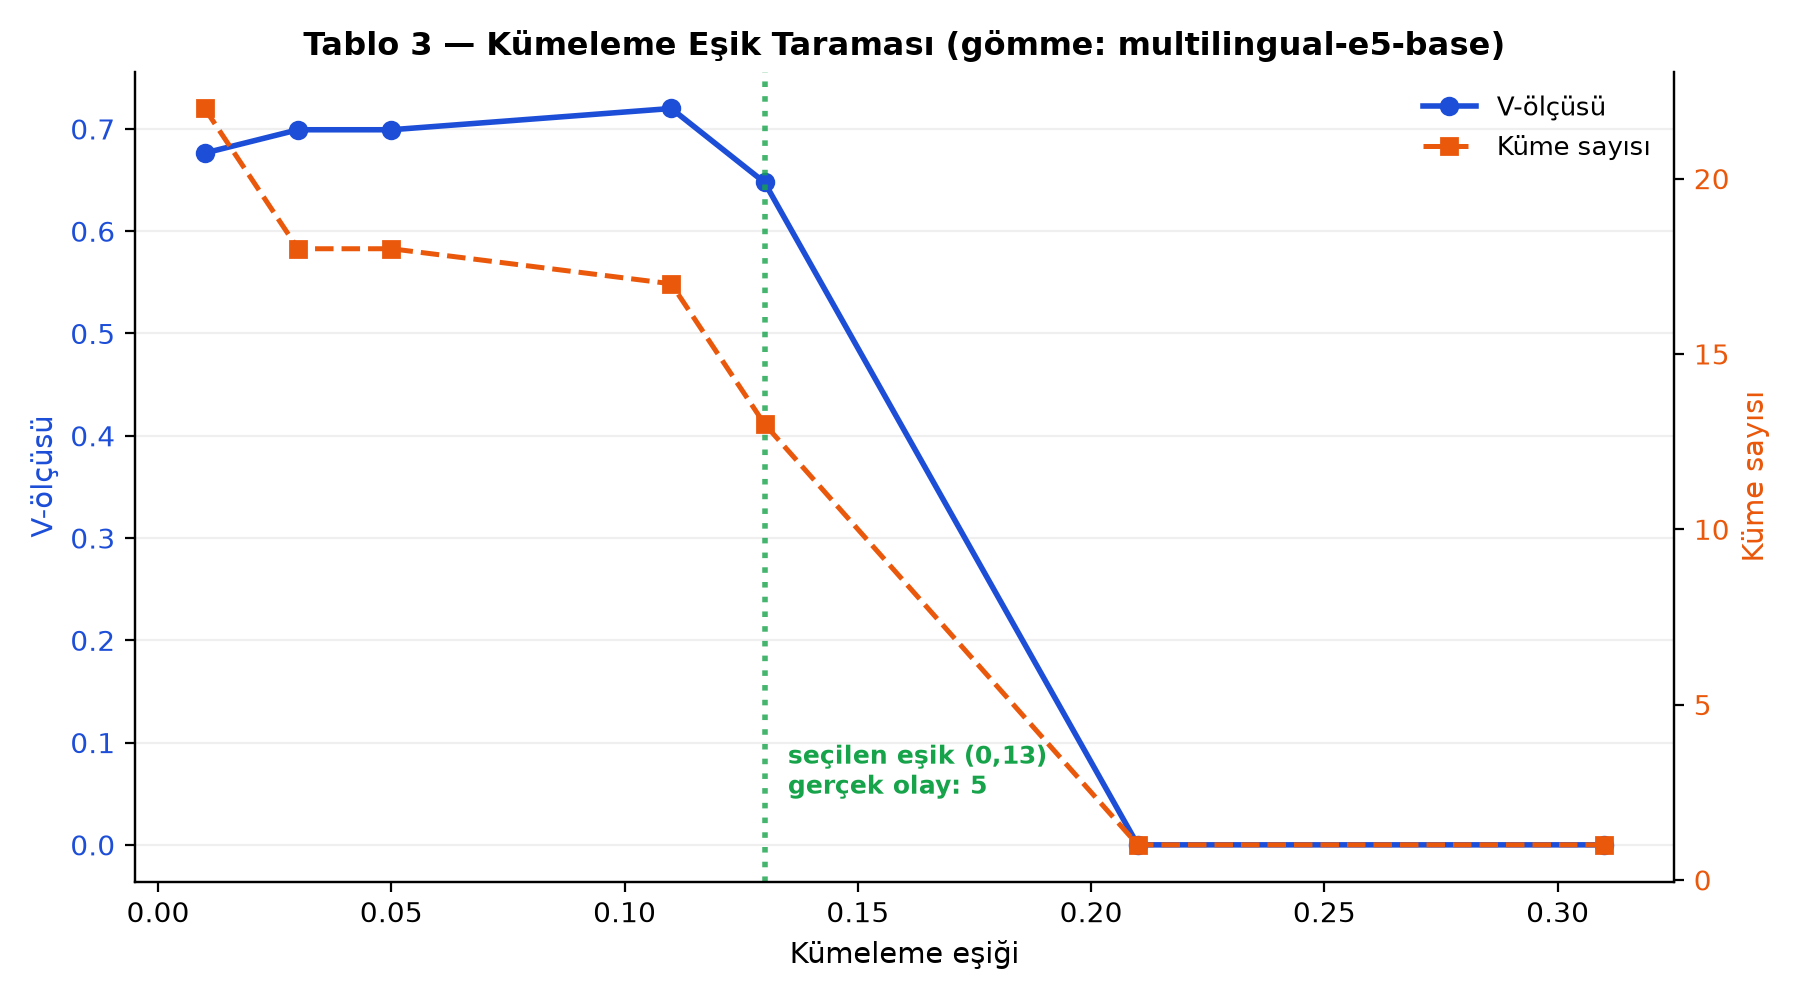 Tablo 3 — Kümeleme Eşik Taraması (gömme: multilingual-e5-base)
V-ölçüsü
Küme sayısı
0.7
0.6
0.5
0.4
0.3
0.2
0.1
0.0
V-ölçüsü
20
15
10
5
0
Küme sayısı
seçilen eşik (0,13)
gerçek olay: 5
0.00 0.05 0.10 0.15 0.20 0.25 0.30
Kümeleme eşiği